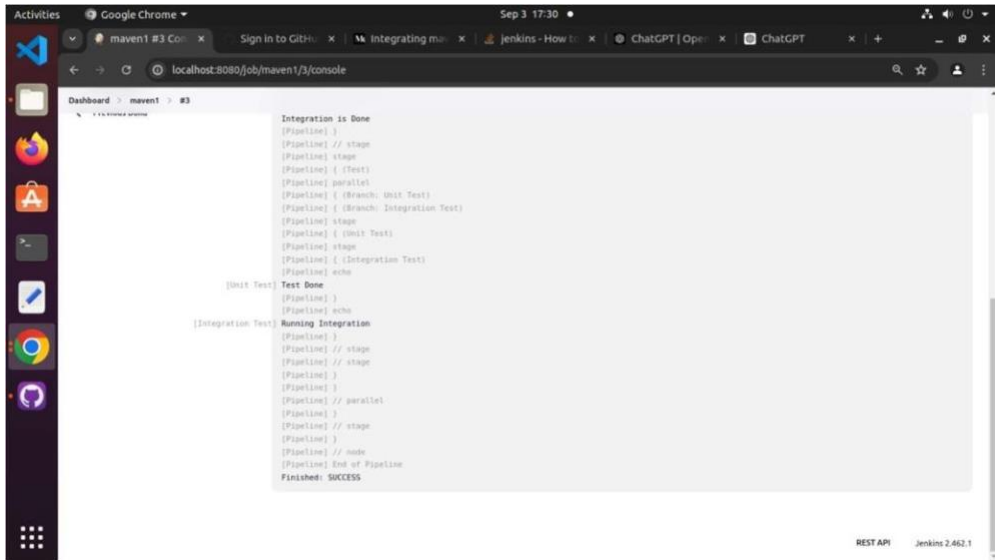 Activities
Google Chrome
Sep 3 17:30
maven1 #3 Con
Sign in to GitHu
Integrating ma
jenkins - How to
ChatGPT | Open
ChatGPT
localhost:8080/job/maven1/3/console
Dashboard > maven1 > #3
Integration is Done
[Pipeline] }
[Pipeline] // stage
[Pipeline] stage
[Pipeline] { (Test)
[Pipeline] parallel
[Pipeline] { (Branch: Unit Test)
[Pipeline] { (Branch: Integration Test)
[Pipeline] stage
[Pipeline] { (Unit Test)
[Pipeline] stage
[Pipeline] { (Integration Test)
[Pipeline] echo
[Unit Test] Test Done
[Pipeline] }
[Pipeline] echo
[Integration Test] Running Integration
[Pipeline] }
[Pipeline] // stage
[Pipeline] // stage
[Pipeline] }
[Pipeline] }
[Pipeline] // parallel
[Pipeline] }
[Pipeline] // stage
[Pipeline] }
[Pipeline] // node
[Pipeline] End of Pipeline
Finished: SUCCESS
REST API Jenkins 2.462.1